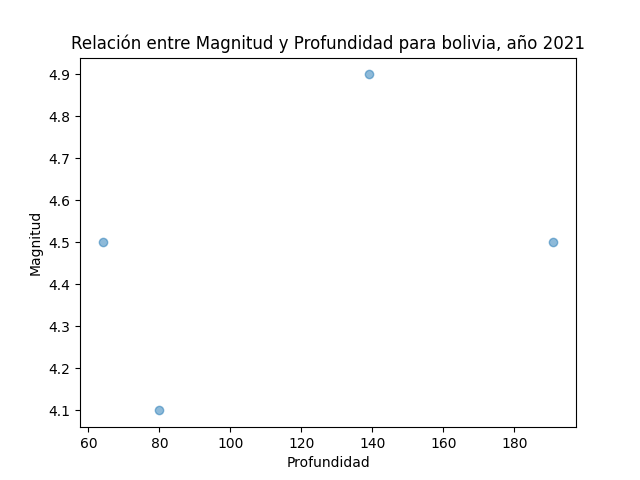 Relación entre Magnitud y Profundidad para bolivia, año 2021
4.9
4.8
4.7
4.6
4.5
4.4
4.3
4.2
4.1
Magnitud
60 80 100 120 140 160 180
Profundidad